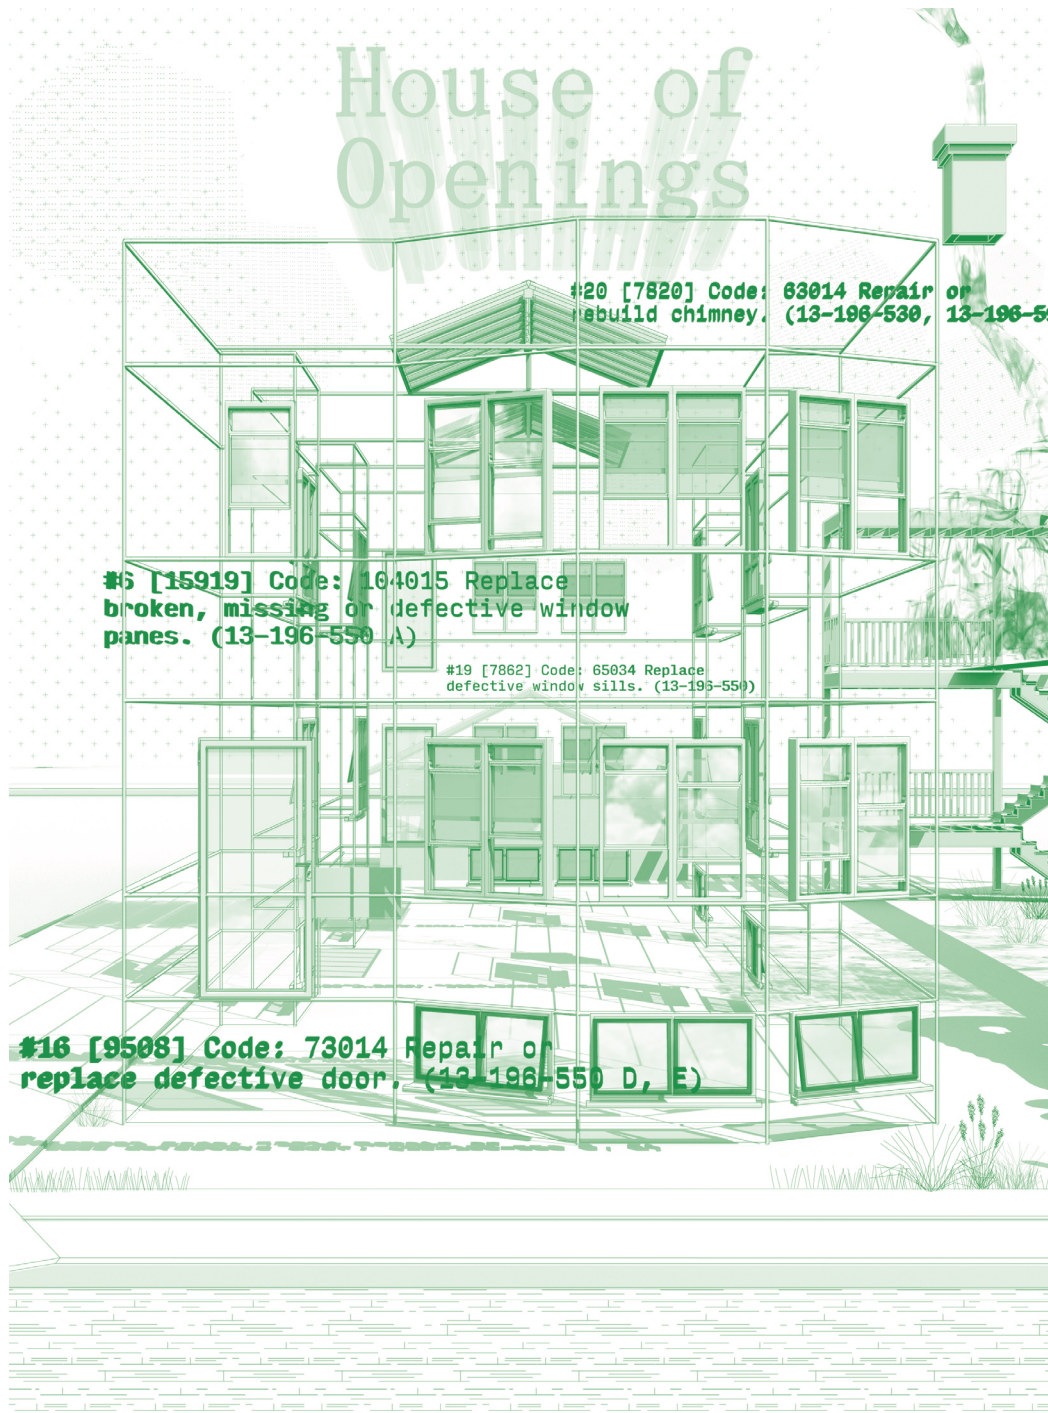 House of
Openings
#20 [7820] Code: 63014 Repair or
rebuild chimney. (13-196-530, 13-196-5
#6 [15919] Code: 104015 Replace
broken, missing or defective window
panes. (13-196-550 A)
#19 [7862] Code: 65034 Replace
defective window sills. (13-196-550)
#16 [9508] Code: 73014 Repair or
replace defective door. (13-196-550 D, E)